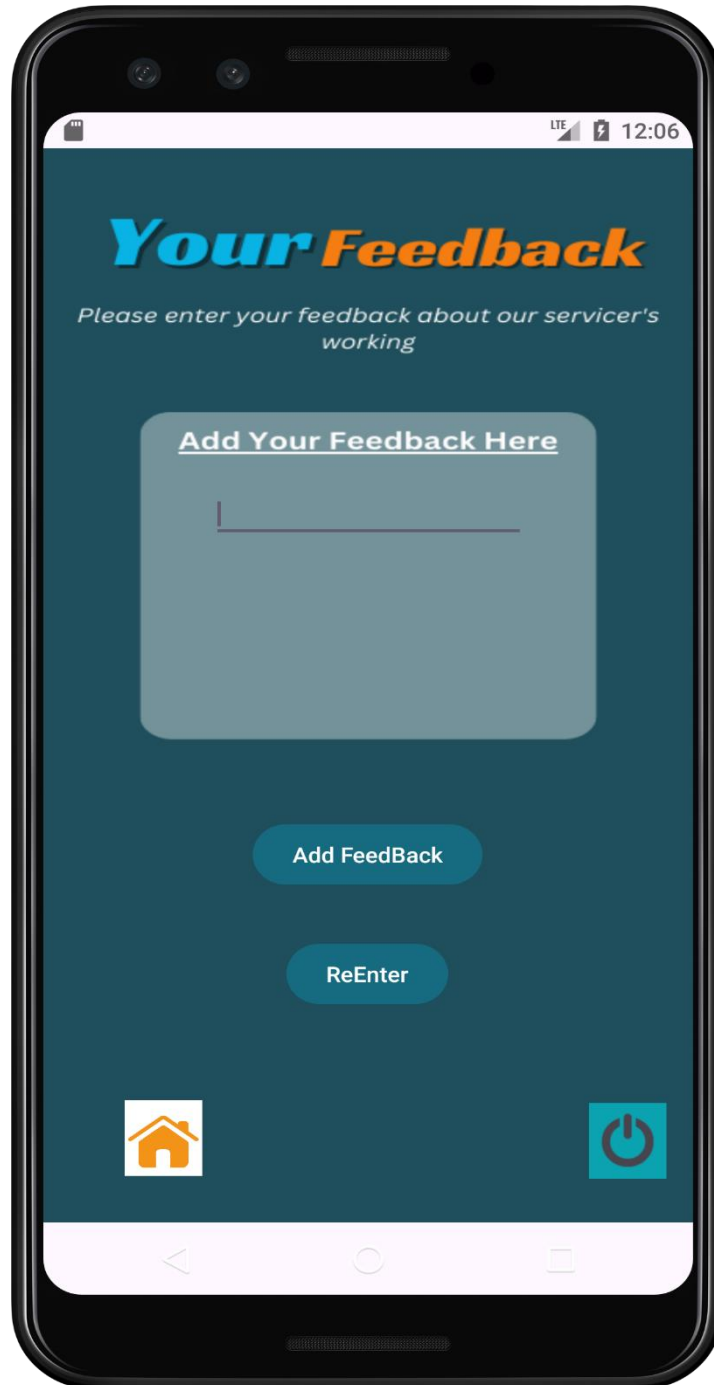 LTE 12:06
Your Feedback
Please enter your feedback about our servicer's
working
Add Your Feedback Here
Add FeedBack
ReEnter